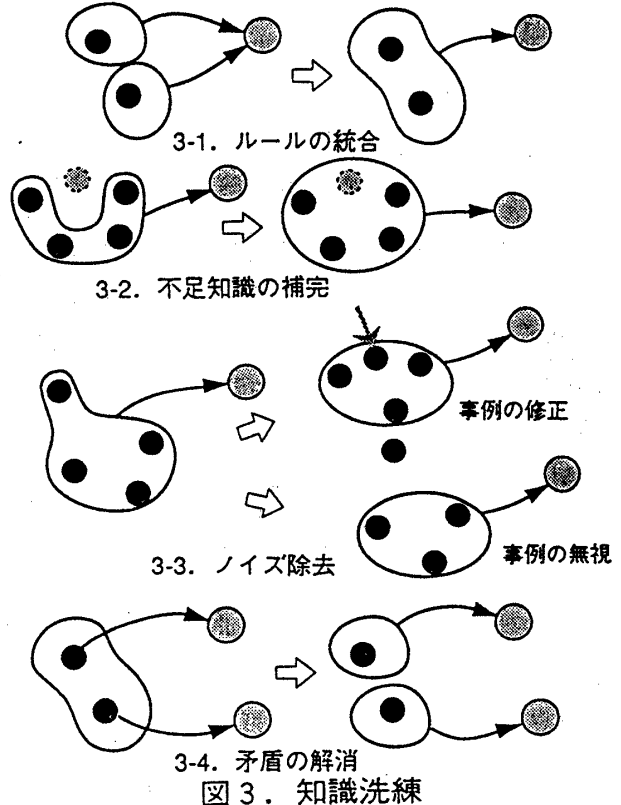 3-1. ルールの統合
3-2. 不足知識の補完
事例の修正
3-3. ノイズ除去
事例の無視
3-4. 矛盾の解消
図3. 知識洗練